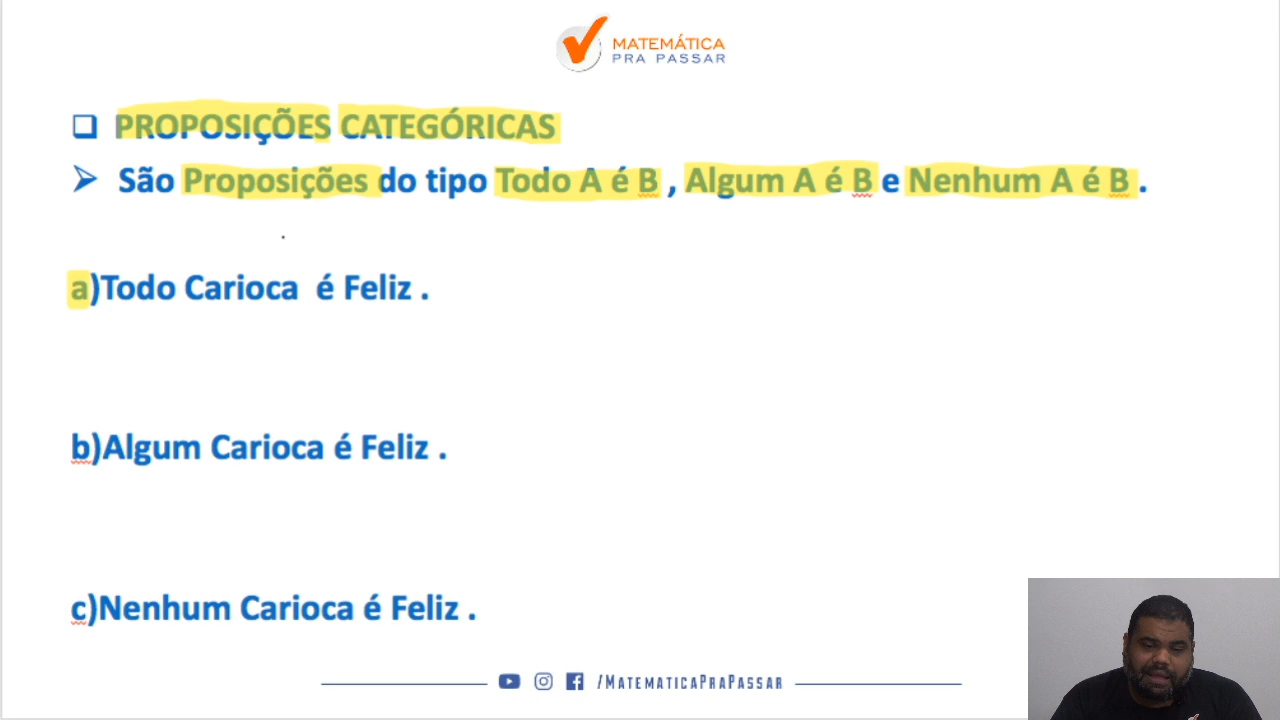 MATEMÁTICA
PRA PASSAR
PROPOSIÇÕES CATEGÓRICAS
São Proposições do tipo Todo A é B , Algum A é B e Nenhum A é B .
a)Todo Carioca é Feliz .
b)Algum Carioca é Feliz .
c)Nenhum Carioca é Feliz .
/MATEMATICAPRAPASSAR